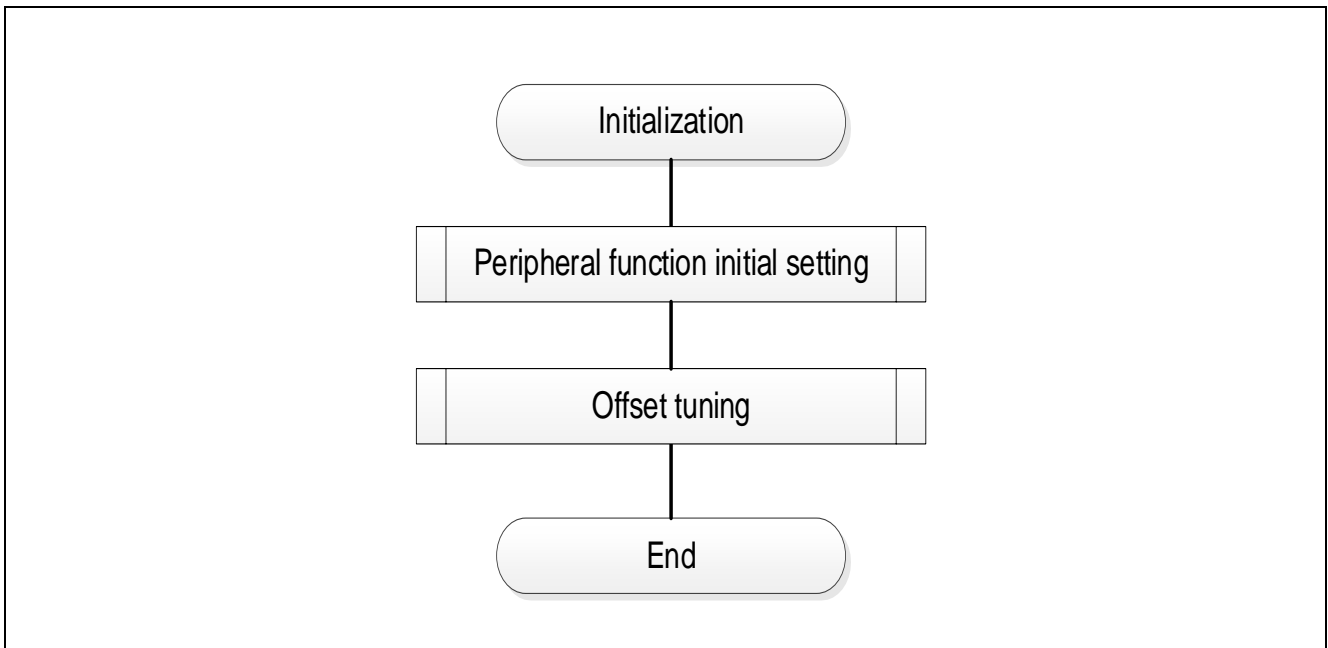 Initialization
Peripheral function initial setting
Offset tuning
End